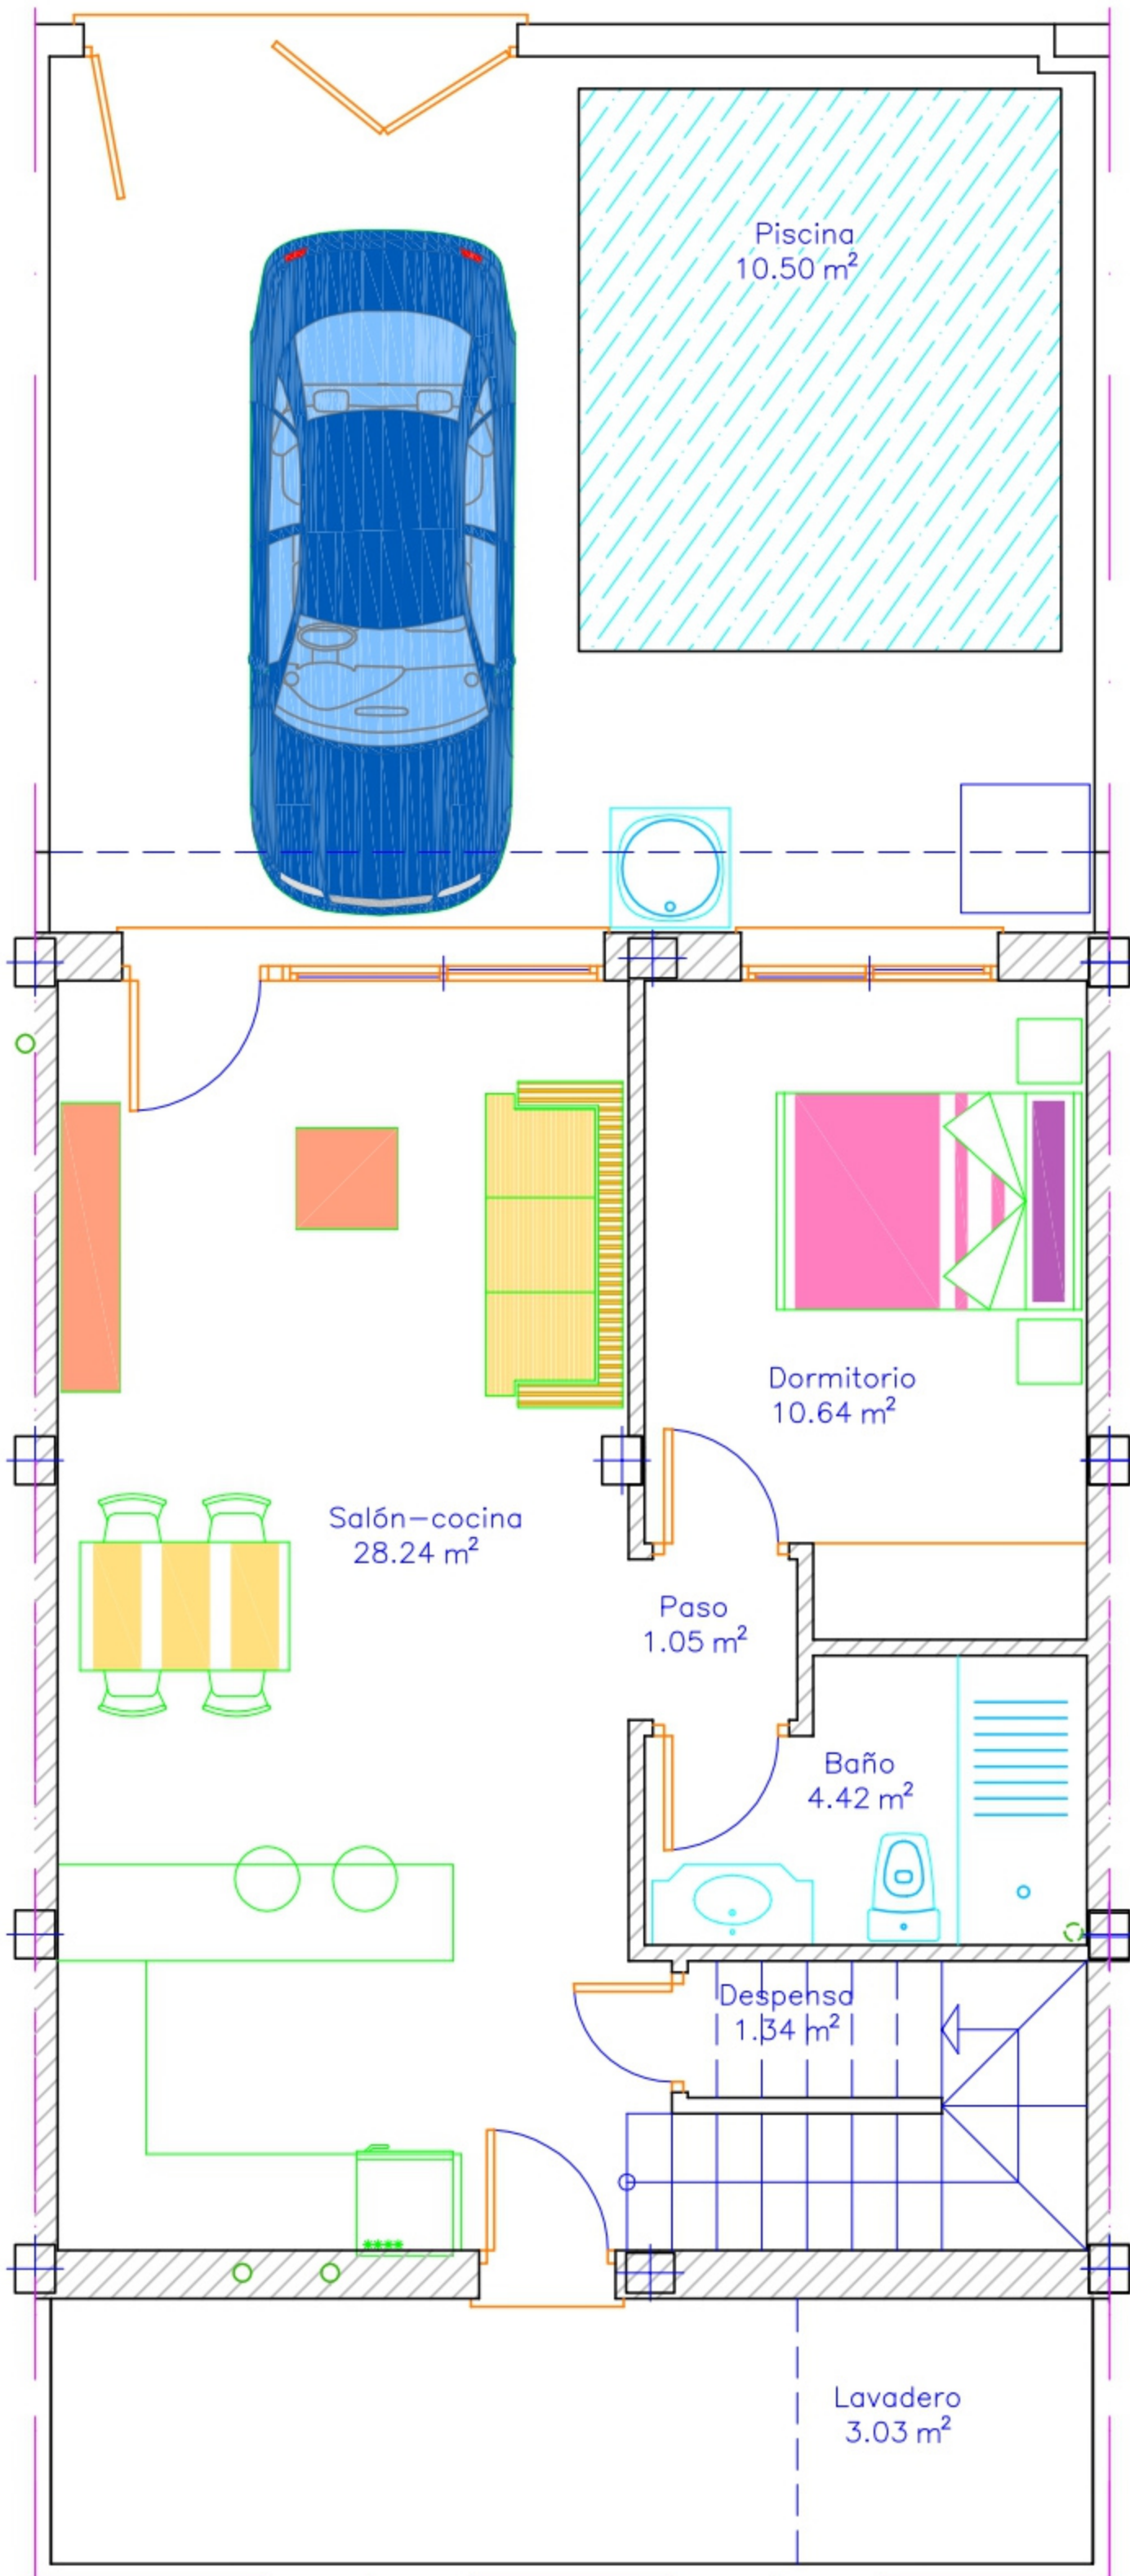 Piscina
10.50 m²
Dormitorio
10.64 m²
Salón-cocina
28.24 m²
Paso
1.05 m²
Baño
4.42 m²
Despensa
1.34 m²
Lavadero
3.03 m²